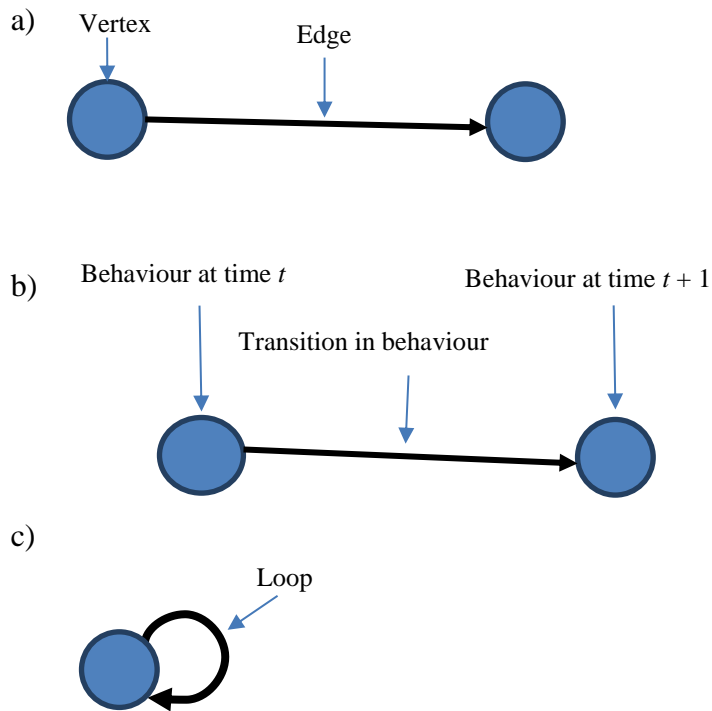 a)
Vertex
Edge
b)
Behaviour at time t
Behaviour at time t + 1
Transition in behaviour
c)
Loop